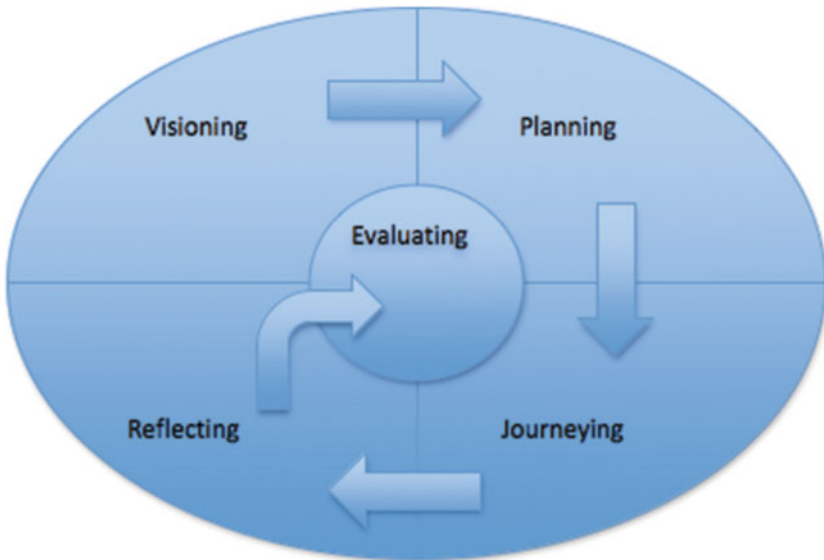 Visioning
Planning
Evaluating
Reflecting
Journeying